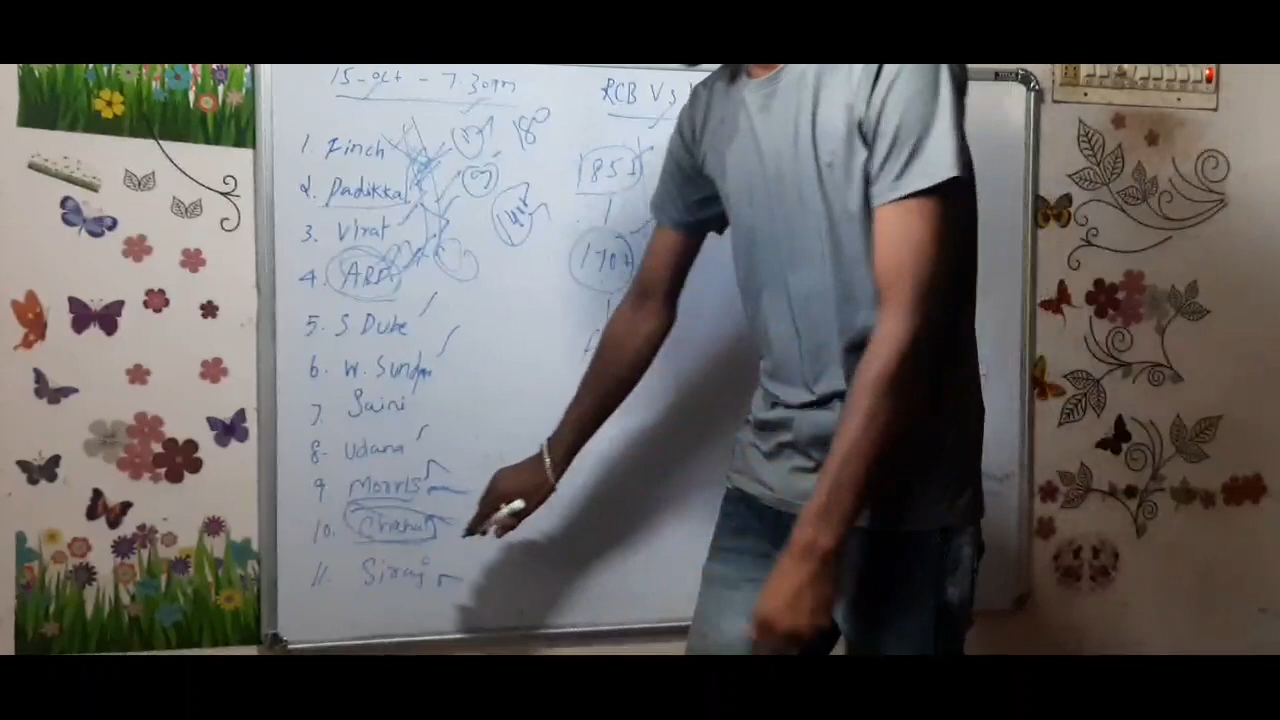 15-Oct - 7.30pm
RCB Vs
1. Finch
2. Padikkal
3. Virat
4. ABD
5. S Dube
6. W. Sundar
7. Saini
8. Udana
9 Morris
10. Chahal
11. Siraj
180
185
170